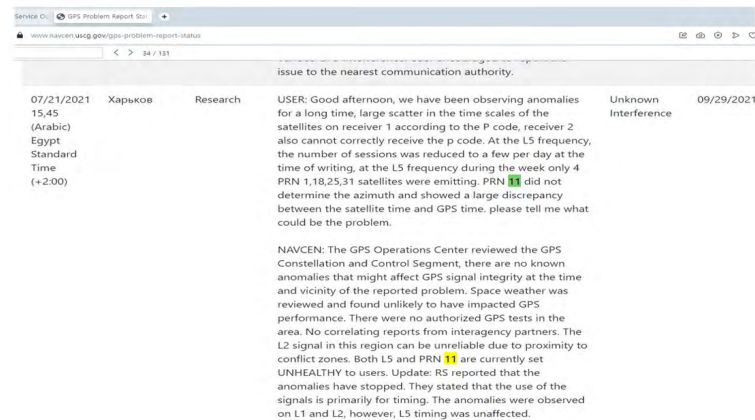 Service Ou GPS Problem Report Stat +
www.navcen.uscg.gov/gps-problem-report-status
< > 34 / 131
issue to the nearest communication authority.
07/21/2021 Харьков Research USER: Good afternoon, we have been observing anomalies Unknown 09/29/2021
15,45 for a long time, large scatter in the time scales of the Interference
(Arabic) satellites on receiver 1 according to the P code, receiver 2
Egypt also cannot correctly receive the p code. At the L5 frequency,
Standard the number of sessions was reduced to a few per day at the
Time time of writing, at the L5 frequency during the week only 4
(+2:00) PRN 1,18,25,31 satellites were emitting. PRN 11 did not
determine the azimuth and showed a large discrepancy
between the satellite time and GPS time. please tell me what
could be the problem.
NAVCEN: The GPS Operations Center reviewed the GPS
Constellation and Control Segment, there are no known
anomalies that might affect GPS signal integrity at the time
and vicinity of the reported problem. Space weather was
reviewed and found unlikely to have impacted GPS
performance. There were no authorized GPS tests in the
area. No correlating reports from interagency partners. The
L2 signal in this region can be unreliable due to proximity to
conflict zones. Both L5 and PRN 11 are currently set
UNHEALTHY to users. Update: RS reported that the
anomalies have stopped. They stated that the use of the
signals is primarily for timing. The anomalies were observed
on L1 and L2, however, L5 timing was unaffected.